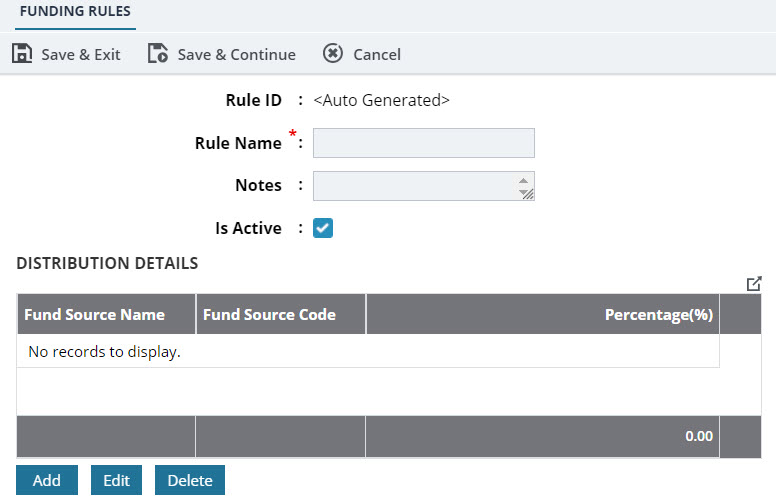 FUNDING RULES
Save & Exit Save & Continue Cancel
Rule ID : <Auto Generated>
Rule Name *:
Notes :
Is Active :
DISTRIBUTION DETAILS
Fund Source Name Fund Source Code Percentage(%)
No records to display.
0.00
Add Edit Delete